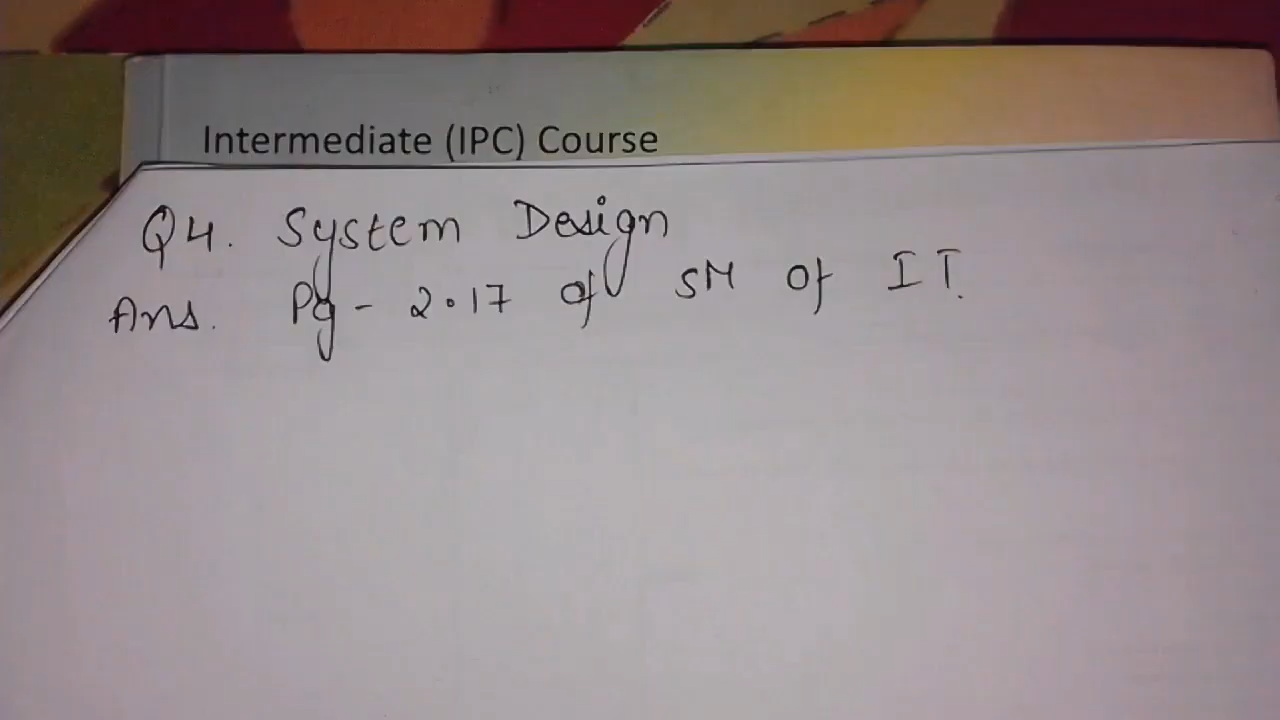 Intermediate (IPC) Course
Q4. System Design
Ans. Pg - 2.17 of SM of IT.